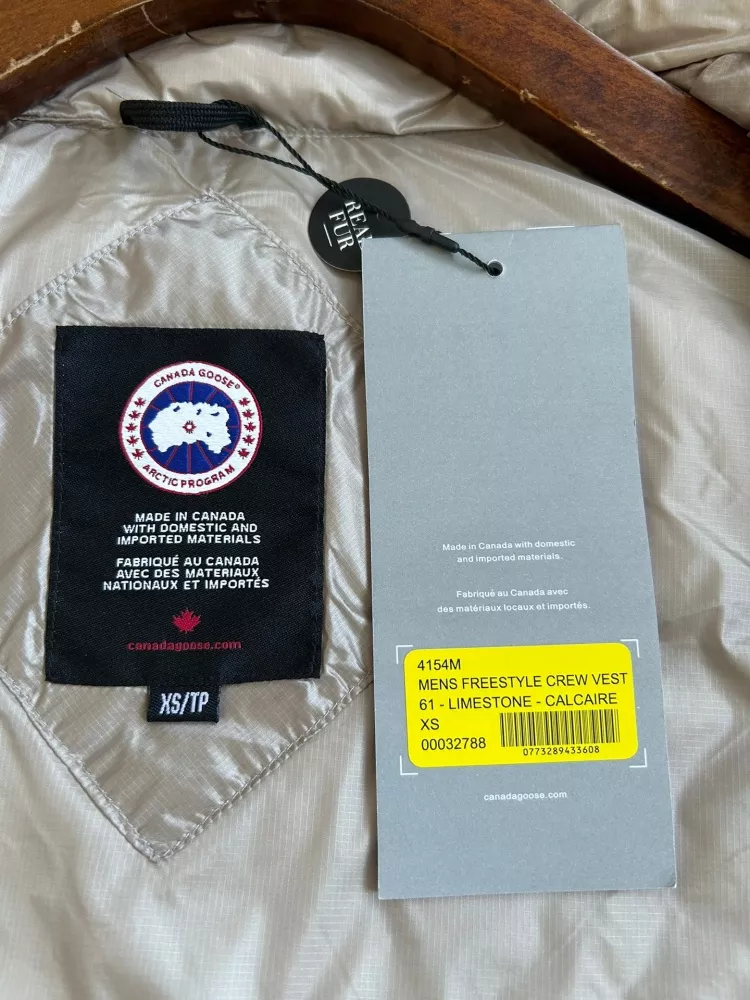 REAL
FUR
CANADA GOOSE®
ARCTIC PROGRAM
MADE IN CANADA
WITH DOMESTIC AND
IMPORTED MATERIALS
FABRIQUÉ AU CANADA
AVEC DES MATERIAUX
NATIONAUX ET IMPORTÉS
canadagoose.com
XS/TP
Made in Canada with domestic
and imported materials.
Fabriqué au Canada avec
des matériaux locaux et importés.
4154M
MENS FREESTYLE CREW VEST
61 - LIMESTONE - CALCAIRE
XS
00032788
0773289433608
canadagoose.com